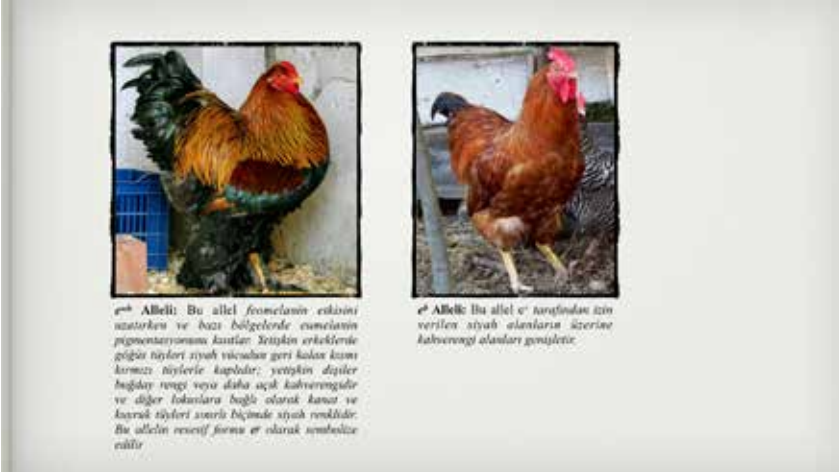 Alleli: Bu allel feomelanin etkisini
uzatırken ve bazı bölgelerde eumelanin
pigmentasyonunu kısıtlar. Yetişkin erkeklerde
göğüs tüyleri siyah vücudun geri kalan kısmı
kırmızı tüylerle kaplıdır; yetişkin dişiler
buğday rengi veya daha açık kahverengidir
ve diğer lokuslara bağlı olarak kanat ve
kuyruk tüyleri sınırlı biçimde siyah renklidir.
Bu allelin resesif formu olarak sembolize
edilir
Alleli: Bu allel e⁺ tarafından izin
verilen siyah alanların üzerine
kahverengi alanları genişletir.